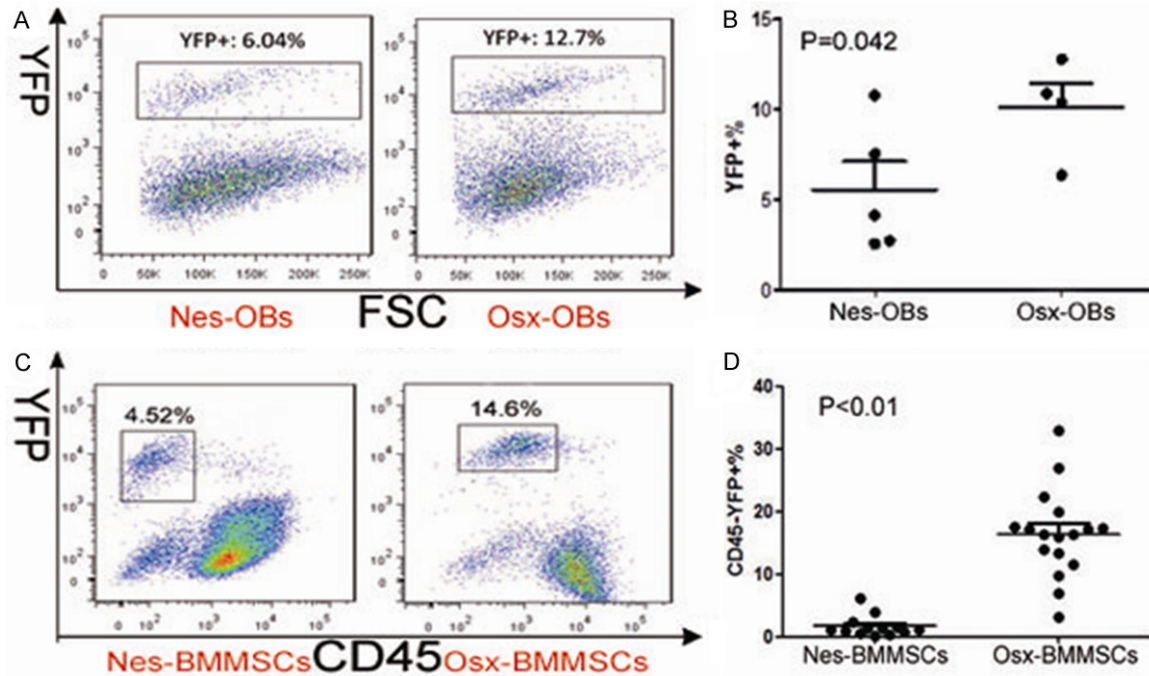 A
YFP
YFP+: 6.04%
YFP+: 12.7%
10^5
10^4
10^3
10^2
0
10^5
10^4
10^3
10^2
0
0 50K 100K 150K 200K 250K
0 50K 100K 150K 200K 250K
Nes-OBs FSC Osx-OBs
B
P=0.042
YFP+%
15
10
5
0
Nes-OBs Osx-OBs
C
YFP
4.52%
14.6%
10^5
10^4
10^3
10^2
0
10^5
10^4
10^3
10^2
0
0 10^2 10^3 10^4 10^5
0 10^2 10^3 10^4 10^5
Nes-BMMSCs CD45 Osx-BMMSCs
D
P<0.01
CD45-YFP+%
40
30
20
10
0
Nes-BMMSCs Osx-BMMSCs